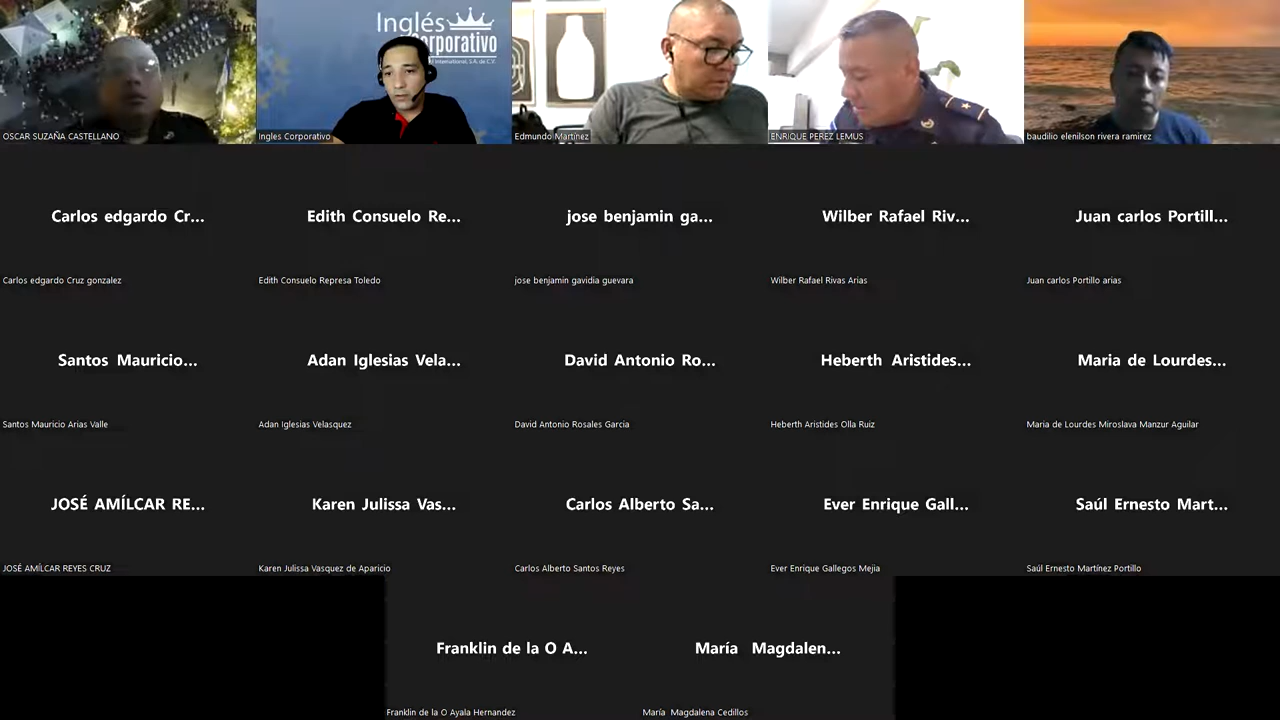 Inglés
Corporativo
International, S.A. de C.V.
OSCAR SUZAÑA CASTELLANO
Ingles Corporativo
Edmundo Martínez
ENRIQUE PEREZ LEMUS
baudilio elenilson rivera ramirez
Carlos edgardo Cr...
Edith Consuelo Re...
jose benjamin ga...
Wilber Rafael Riv...
Juan carlos Portill...
Carlos edgardo Cruz gonzalez
Edith Consuelo Represa Toledo
jose benjamin gavidia guevara
Wilber Rafael Rivas Arias
Juan carlos Portillo arias
Santos Mauricio...
Adan Iglesias Vela...
David Antonio Ro...
Heberth Aristides...
Maria de Lourdes...
Santos Mauricio Arias Valle
Adan Iglesias Velasquez
David Antonio Rosales Garcia
Heberth Aristides Olla Ruiz
Maria de Lourdes Miroslava Manzur Aguilar
JOSÉ AMÍLCAR RE...
Karen Julissa Vas...
Carlos Alberto Sa...
Ever Enrique Gall...
Saúl Ernesto Mart...
JOSÉ AMÍLCAR REYES CRUZ
Karen Julissa Vasquez de Aparicio
Carlos Alberto Santos Reyes
Ever Enrique Gallegos Mejia
Saúl Ernesto Martínez Portillo
Franklin de la O A...
María Magdalen...
Franklin de la O Ayala Hernandez
María Magdalena Cedillos